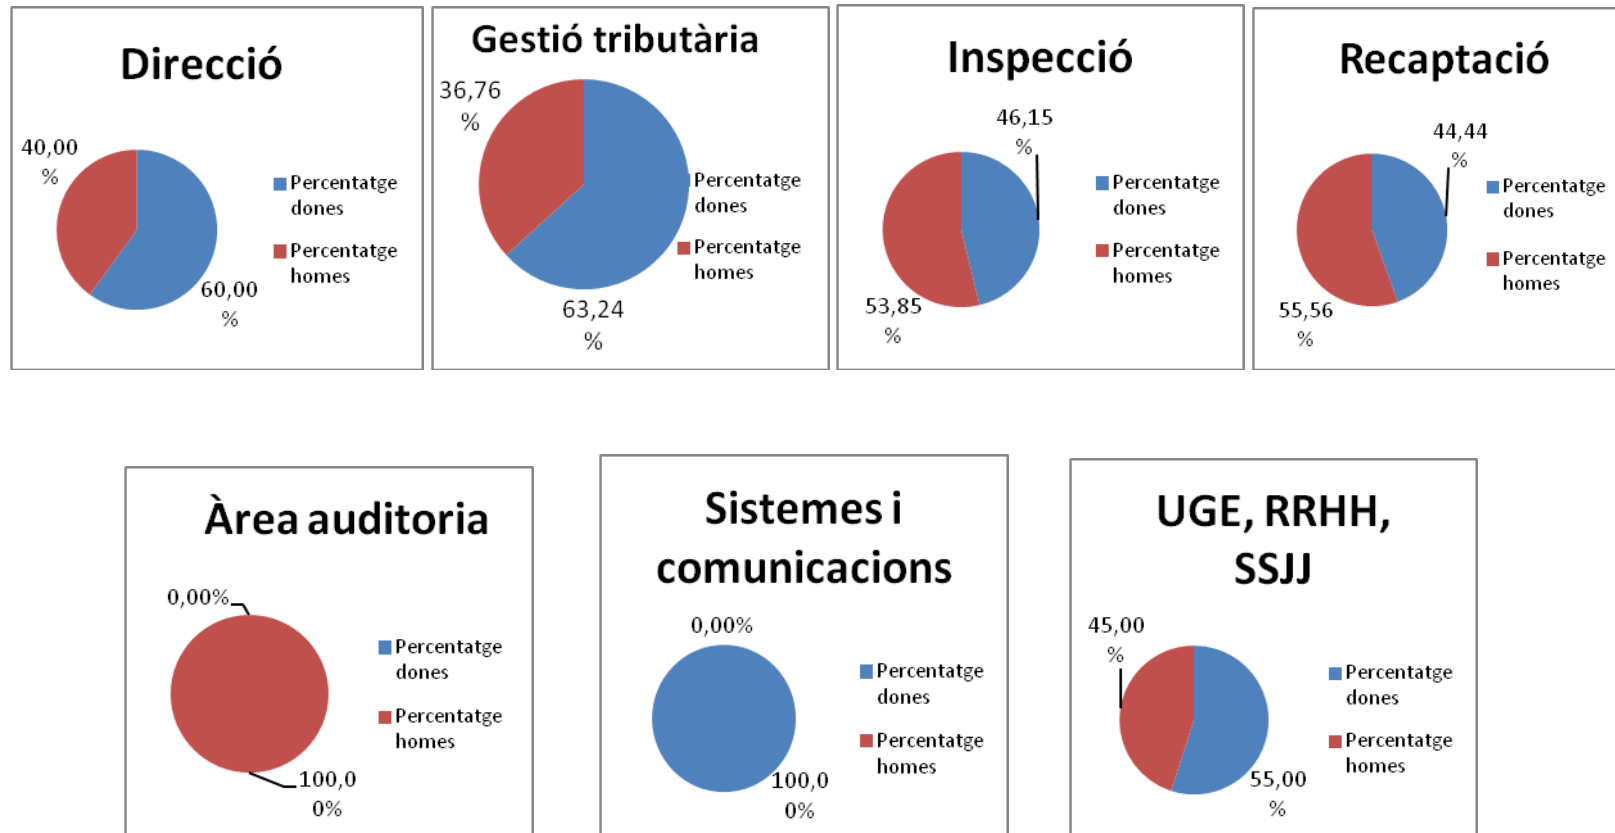 Direcció
40,00
%
60,00
%
Percentatge
dones
Percentatge
homes
Gestió tributària
36,76
%
63,24
%
Percentatge
dones
Percentatge
homes
Inspecció
46,15
%
53,85
%
Percentatge
dones
Percentatge
homes
Recaptació
44,44
%
55,56
%
Percentatge
dones
Percentatge
homes
Àrea auditoria
0,00%
100,0
0%
Percentatge
dones
Percentatge
homes
Sistemes i
comunicacions
0,00%
100,0
0%
Percentatge
dones
Percentatge
homes
UGE, RRHH,
SSJJ
45,00
%
55,00
%
Percentatge
dones
Percentatge
homes